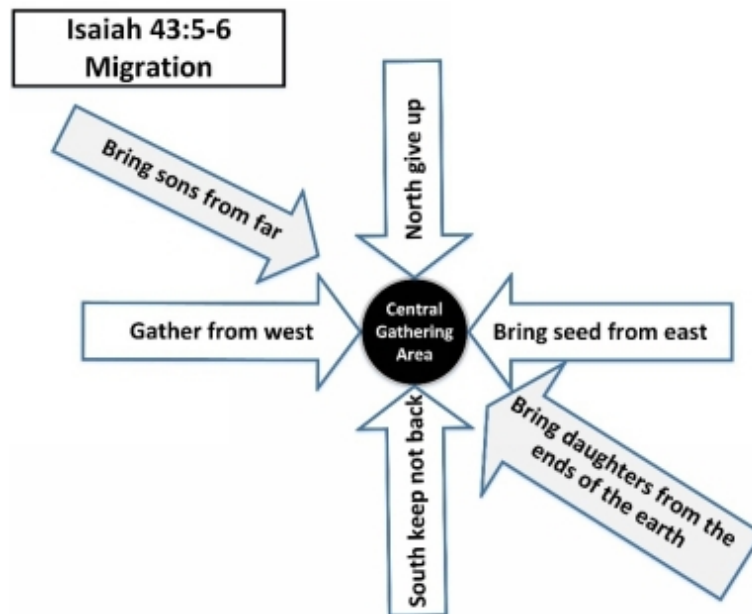 Isaiah 43:5-6
Migration
Bring sons from far
North give up
Gather from west
Central
Gathering
Area
Bring seed from east
South keep not back
Bring daughters from the
ends of the earth